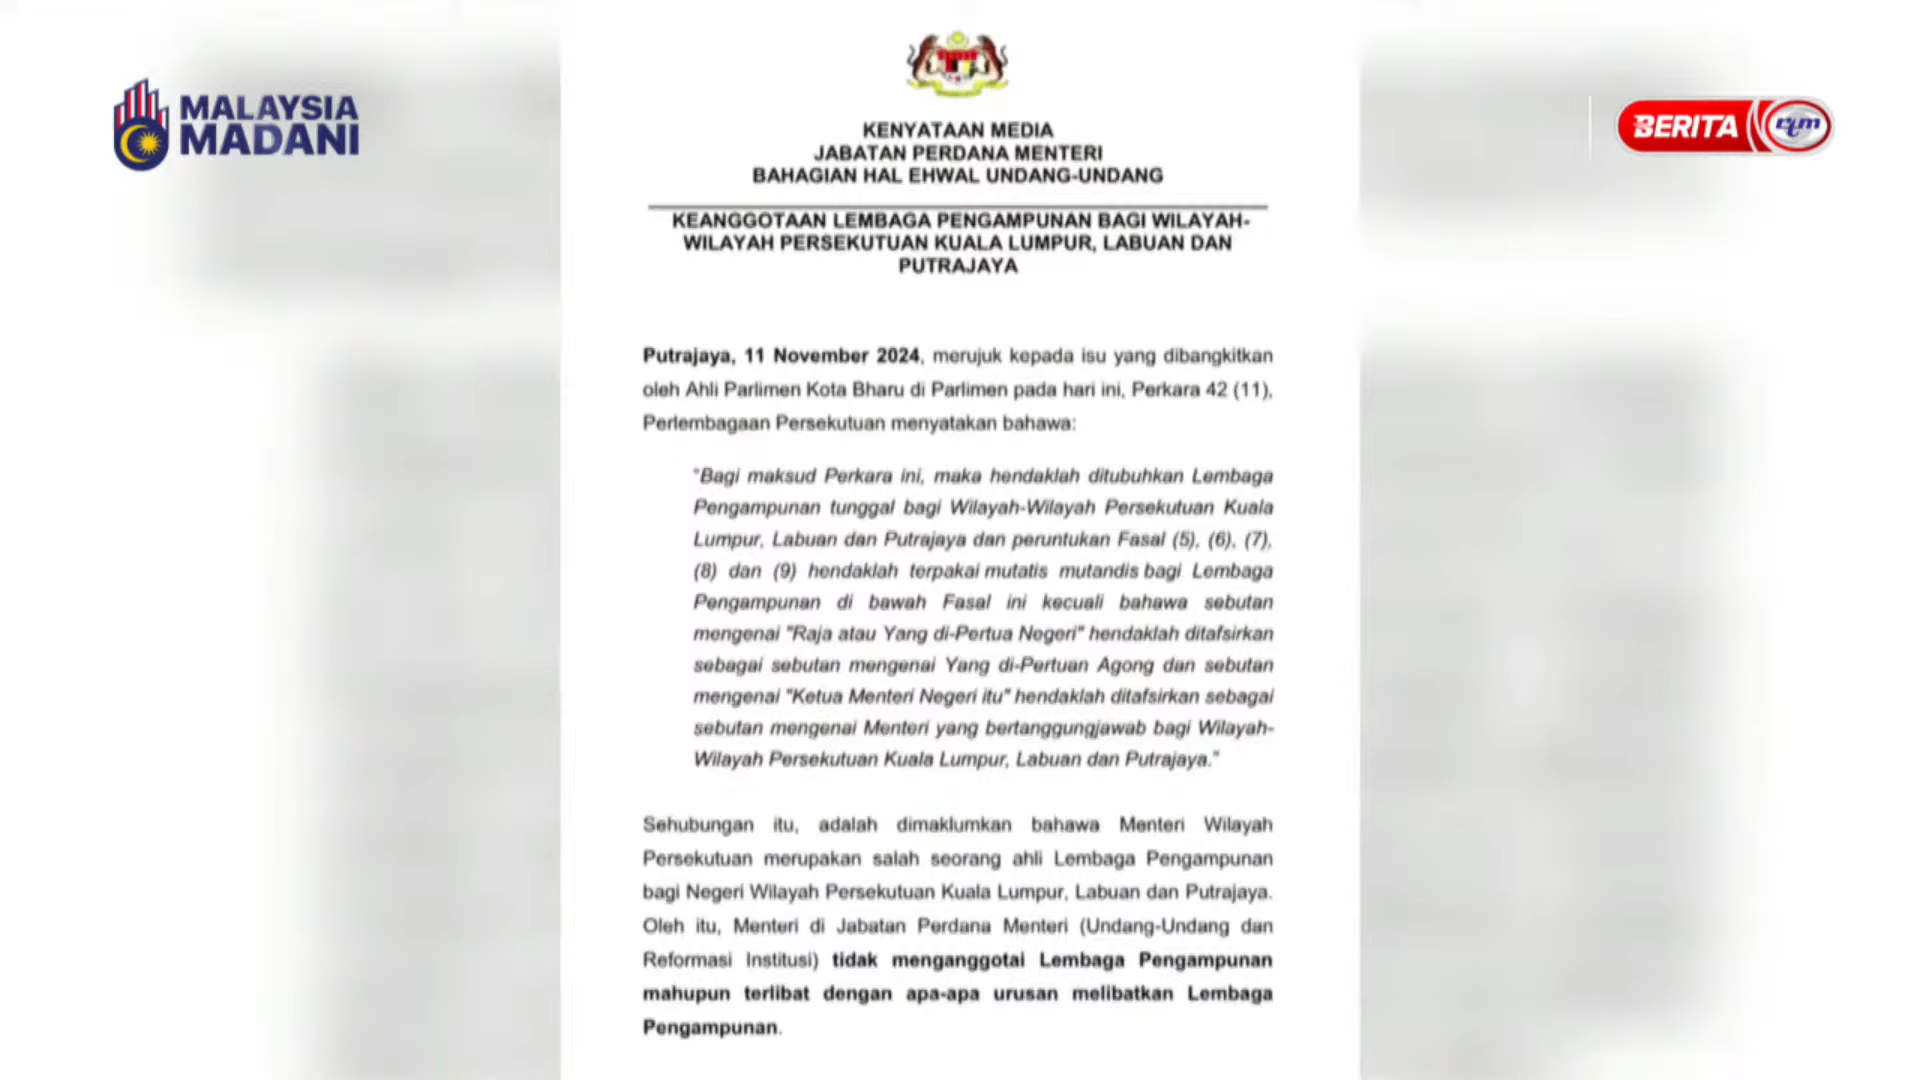 MALAYSIA
MADANI
BERITA rtm
KENYATAAN MEDIA
JABATAN PERDANA MENTERI
BAHAGIAN HAL EHWAL UNDANG-UNDANG
KEANGGOTAAN LEMBAGA PENGAMPUNAN BAGI WILAYAH-
WILAYAH PERSEKUTUAN KUALA LUMPUR, LABUAN DAN
PUTRAJAYA
Putrajaya, 11 November 2024, merujuk kepada isu yang dibangkitkan
oleh Ahli Parlimen Kota Bharu di Parlimen pada hari ini, Perkara 42 (11),
Perlembagaan Persekutuan menyatakan bahawa:
"Bagi maksud Perkara ini, maka hendaklah ditubuhkan Lembaga
Pengampunan tunggal bagi Wilayah-Wilayah Persekutuan Kuala
Lumpur, Labuan dan Putrajaya dan peruntukan Fasal (5), (6), (7),
(8) dan (9) hendaklah terpakai mutatis mutandis bagi Lembaga
Pengampunan di bawah Fasal ini kecuali bahawa sebutan
mengenai "Raja atau Yang di-Pertua Negeri" hendaklah ditafsirkan
sebagai sebutan mengenai Yang di-Pertuan Agong dan sebutan
mengenai "Ketua Menteri Negeri itu" hendaklah ditafsirkan sebagai
sebutan mengenai Menteri yang bertanggungjawab bagi Wilayah-
Wilayah Persekutuan Kuala Lumpur, Labuan dan Putrajaya."
Sehubungan itu, adalah dimaklumkan bahawa Menteri Wilayah
Persekutuan merupakan salah seorang ahli Lembaga Pengampunan
bagi Negeri Wilayah Persekutuan Kuala Lumpur, Labuan dan Putrajaya.
Oleh itu, Menteri di Jabatan Perdana Menteri (Undang-Undang dan
Reformasi Institusi) tidak menganggotai Lembaga Pengampunan
mahupun terlibat dengan apa-apa urusan melibatkan Lembaga
Pengampunan.